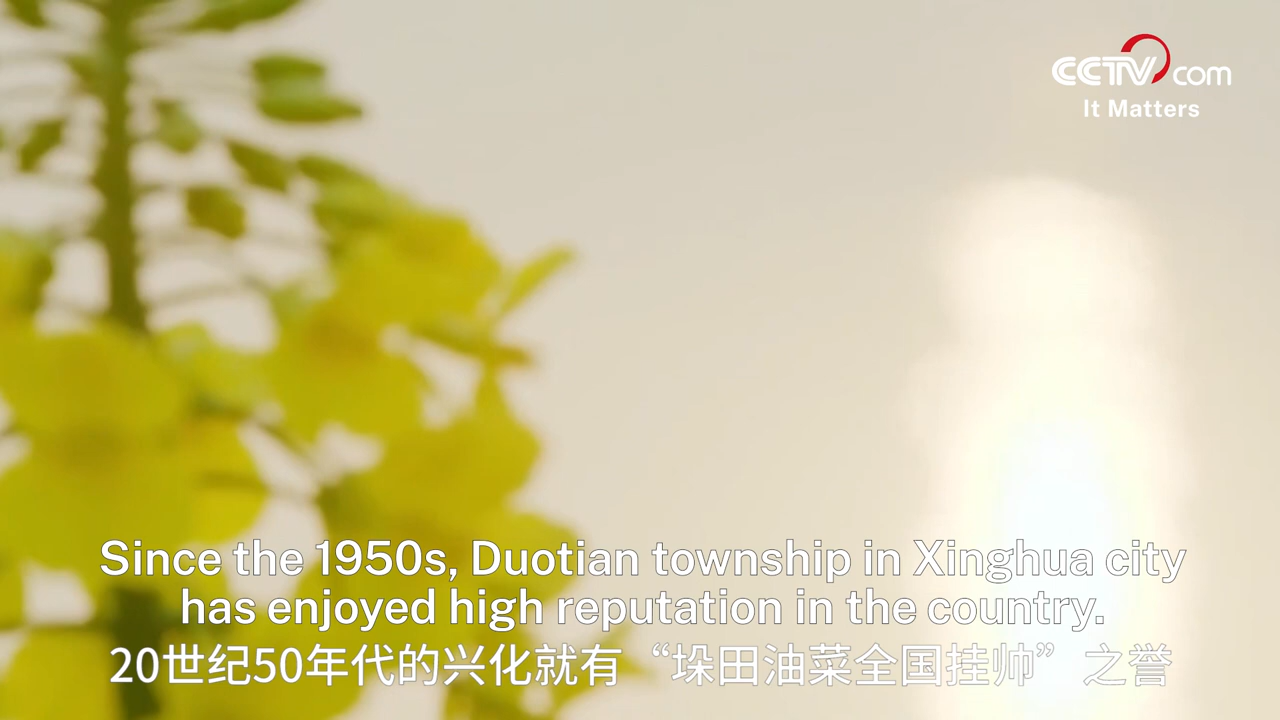 CCTV com
It Matters
Since the 1950s, Duotian township in Xinghua city
has enjoyed high reputation in the country.
20世纪50年代的兴化就有“垛田油菜全国挂帅”之誉